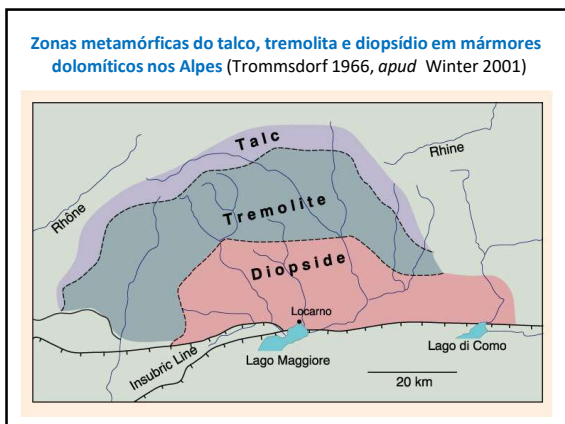 Zonas metamórficas do talco, tremolita e diopsídio em mármores
dolomíticos nos Alpes (Trommsdorf 1966, apud Winter 2001)
Talc
Rhine
Rhône
Tremolite
Diopside
Locarno
Insubric Line
Lago Maggiore
Lago di Como
20 km